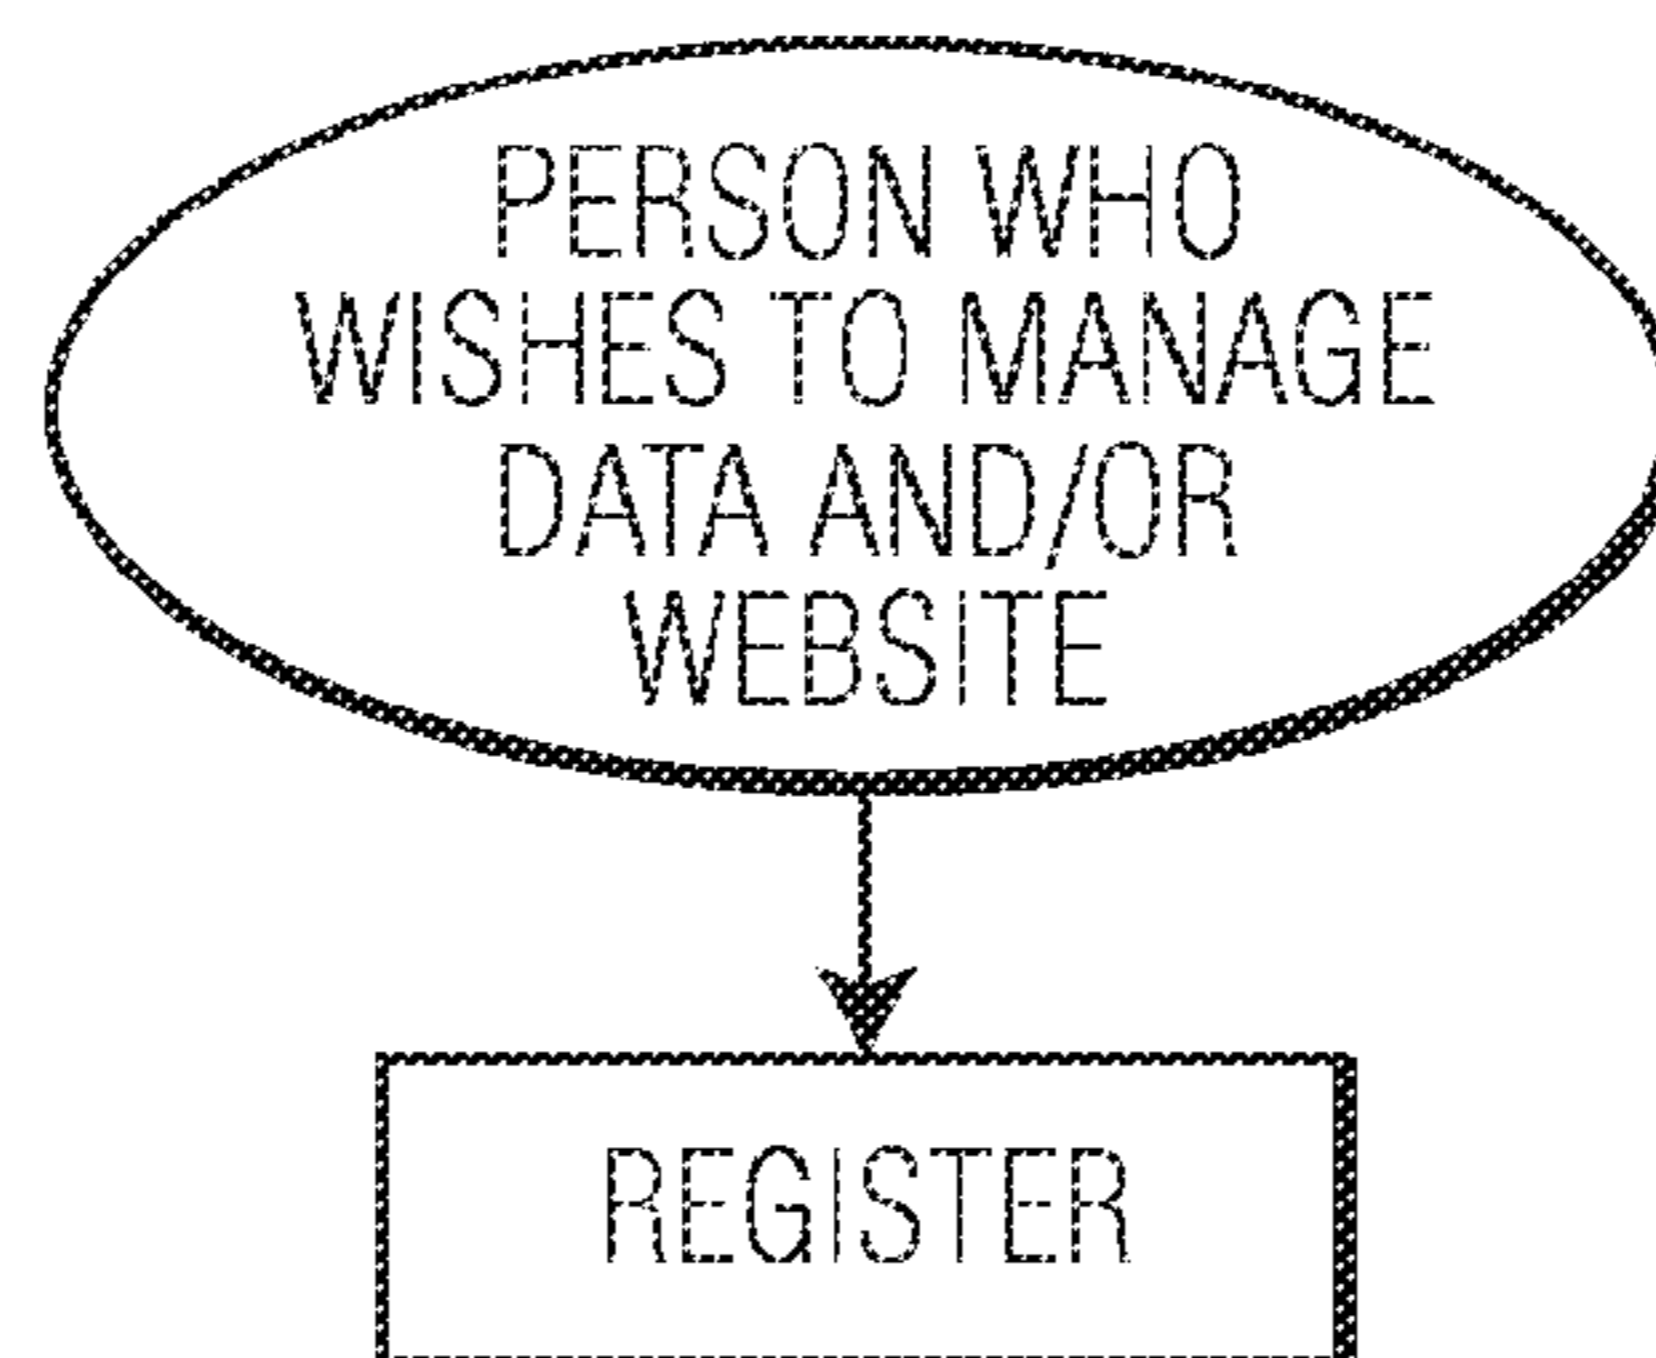 PERSON WHO
WISHES TO MANAGE
DATA AND/OR
WEBSITE
REGISTER